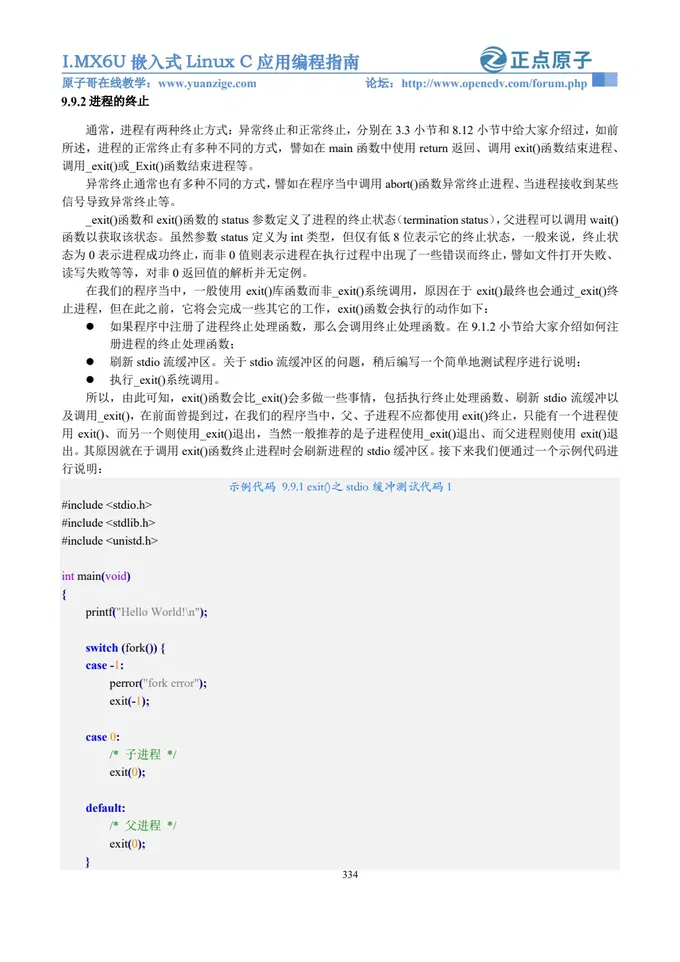 I.MX6U 嵌入式 Linux C 应用编程指南
正点原子
原子哥在线教学：www.yuanzige.com
论坛：http://www.openedv.com/forum.php
9.9.2 进程的终止
通常，进程有两种终止方式：异常终止和正常终止，分别在 3.3 小节和 8.12 小节中给大家介绍过，如前
所述，进程的正常终止有多种不同的方式，譬如在 main 函数中使用 return 返回、调用 exit()函数结束进程、
调用_exit()或_Exit()函数结束进程等。
异常终止通常也有多种不同的方式，譬如在程序当中调用 abort()函数异常终止进程、当进程接收到某些
信号导致异常终止等。
_exit()函数和 exit()函数的 status 参数定义了进程的终止状态（termination status），父进程可以调用 wait()
函数以获取该状态。虽然参数 status 定义为 int 类型，但仅有低 8 位表示它的终止状态，一般来说，终止状
态为 0 表示进程成功终止，而非 0 值则表示进程在执行过程中出现了一些错误而终止，譬如文件打开失败、
读写失败等等，对非 0 返回值的解析并无定例。
在我们的程序当中，一般使用 exit()库函数而非_exit()系统调用，原因在于 exit()最终也会通过_exit()终
止进程，但在此之前，它将会完成一些其它的工作，exit()函数会执行的动作如下：
● 如果程序中注册了进程终止处理函数，那么会调用终止处理函数。在 9.1.2 小节给大家介绍如何注
册进程的终止处理函数；
● 刷新 stdio 流缓冲区。关于 stdio 流缓冲区的问题，稍后编写一个简单地测试程序进行说明；
● 执行_exit()系统调用。
所以，由此可知，exit()函数会比_exit()会多做一些事情，包括执行终止处理函数、刷新 stdio 流缓冲以
及调用_exit()，在前面曾提到过，在我们的程序当中，父、子进程不应都使用 exit()终止，只能有一个进程使
用 exit()、而另一个则使用_exit()退出，当然一般推荐的是子进程使用_exit()退出、而父进程则使用 exit()退
出。其原因就在于调用 exit()函数终止进程时会刷新进程的 stdio 缓冲区。接下来我们便通过一个示例代码进
行说明：
示例代码 9.9.1 exit()之 stdio 缓冲测试代码 1
#include <stdio.h>
#include <stdlib.h>
#include <unistd.h>
int main(void)
{
printf("Hello World!\n");
switch (fork()) {
case -1:
perror("fork error");
exit(-1);
case 0:
/* 子进程 */
exit(0);
default:
/* 父进程 */
exit(0);
}
334